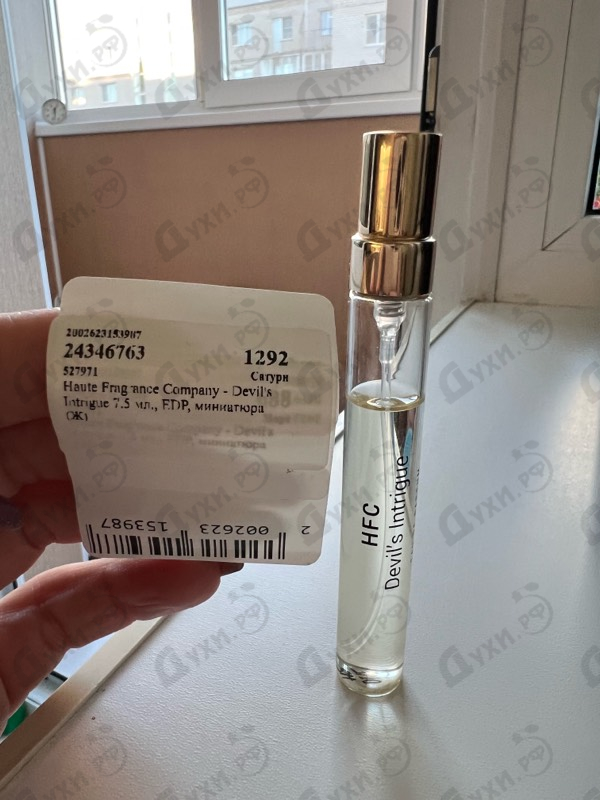 2002623153987
24346763 1292
527971 Сатурн
Haute Fragrance Company - Devil's
Intrigue 7.5 мл., EDP, миниатюра
(Ж)
2 002623 153987
HFC
Devil's Intrigue
Духи.рф